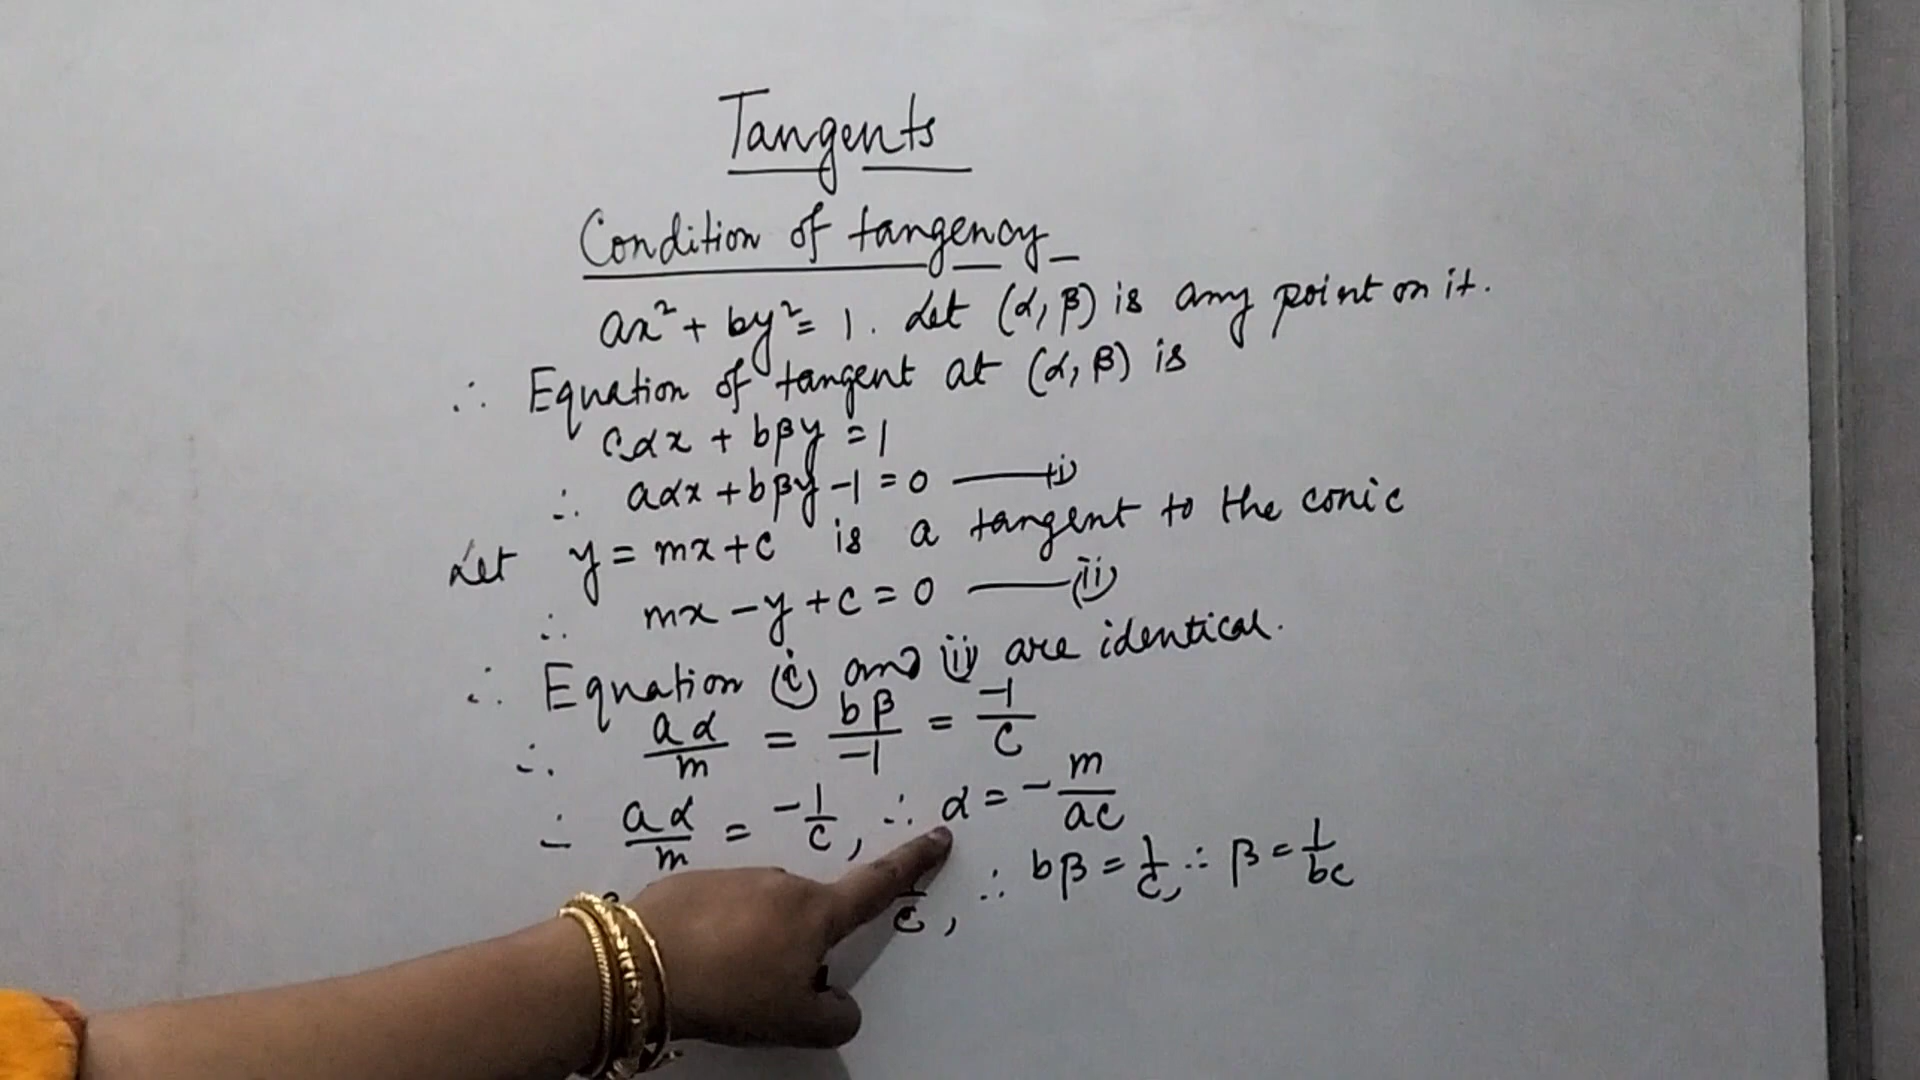 Tangents
Condition of tangency
ax² + by² = 1. Let (α, β) is any point on it.
∴ Equation of tangent at (α, β) is
aαx + bβy = 1
∴ aαx + bβy - 1 = 0 —— (i)
Let y = mx + c is a tangent to the conic
∴ mx - y + c = 0 —— (ii)
∴ Equation (i) and (ii) are identical.
∴ aα/m = bβ/-1 = -1/c
∴ aα/m = -1/c, ∴ α = - m/ac
1/c, ∴ bβ = 1/c, ∴ β = 1/bc